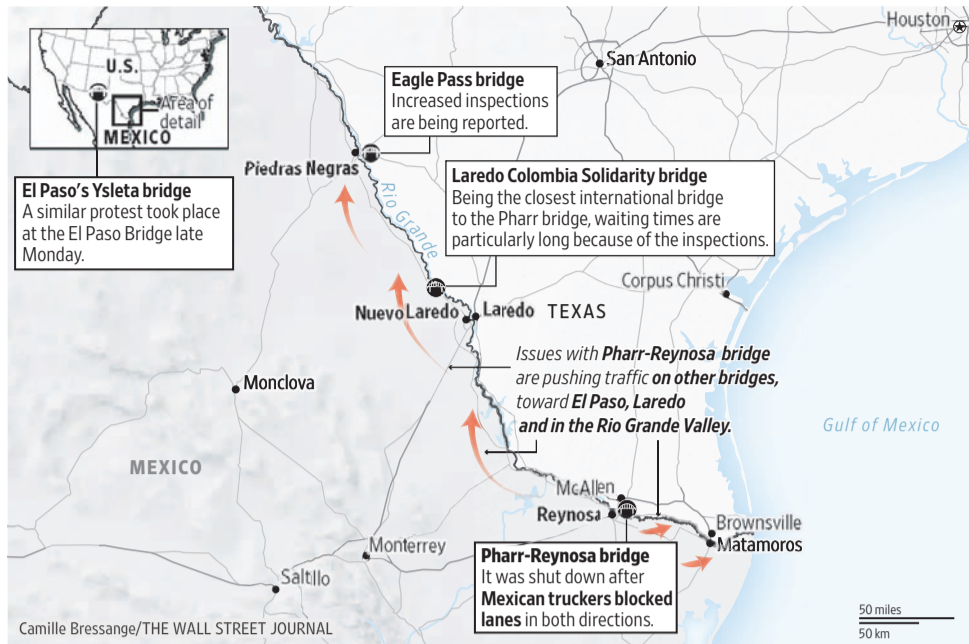 Houston
San Antonio
U.S.
Area of
detail
MEXICO
Eagle Pass bridge
Increased inspections
are being reported.
Piedras Negras
El Paso's Ysleta bridge
A similar protest took place
at the El Paso Bridge late
Monday.
Rio Grande
Laredo Colombia Solidarity bridge
Being the closest international bridge
to the Pharr bridge, waiting times are
particularly long because of the inspections.
Corpus Christi
Nuevo Laredo
Laredo
TEXAS
Issues with Pharr-Reynosa bridge
are pushing traffic on other bridges,
toward El Paso, Laredo
and in the Rio Grande Valley.
Monclova
Gulf of Mexico
MEXICO
McAllen
Reynosa
Brownsville
Matamoros
Monterrey
Saltillo
Pharr-Reynosa bridge
It was shut down after
Mexican truckers blocked
lanes in both directions.
50 miles
50 km
Camille Bressange/THE WALL STREET JOURNAL